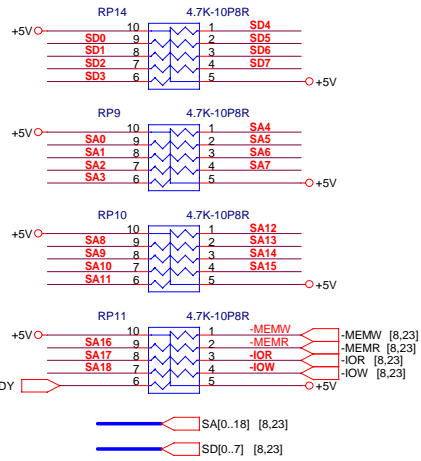 RP14 4.7K-10P8R
+5V 10 1 SD4
SD0 9 2 SD5
SD1 8 3 SD6
SD2 7 4 SD7
SD3 6 5 +5V
RP9 4.7K-10P8R
+5V 10 1 SA4
SA0 9 2 SA5
SA1 8 3 SA6
SA2 7 4 SA7
SA3 6 5 +5V
RP10 4.7K-10P8R
+5V 10 1 SA12
SA8 9 2 SA13
SA9 8 3 SA14
SA10 7 4 SA15
SA11 6 5 +5V
RP11 4.7K-10P8R
+5V 10 1 -MEMW -MEMW [8,23]
SA16 9 2 -MEMR -MEMR [8,23]
SA17 8 3 -IOR -IOR [8,23]
SA18 7 4 -IOW -IOW [8,23]
DY 6 5 +5V
SA[0..18] [8,23]
SD[0..7] [8,23]